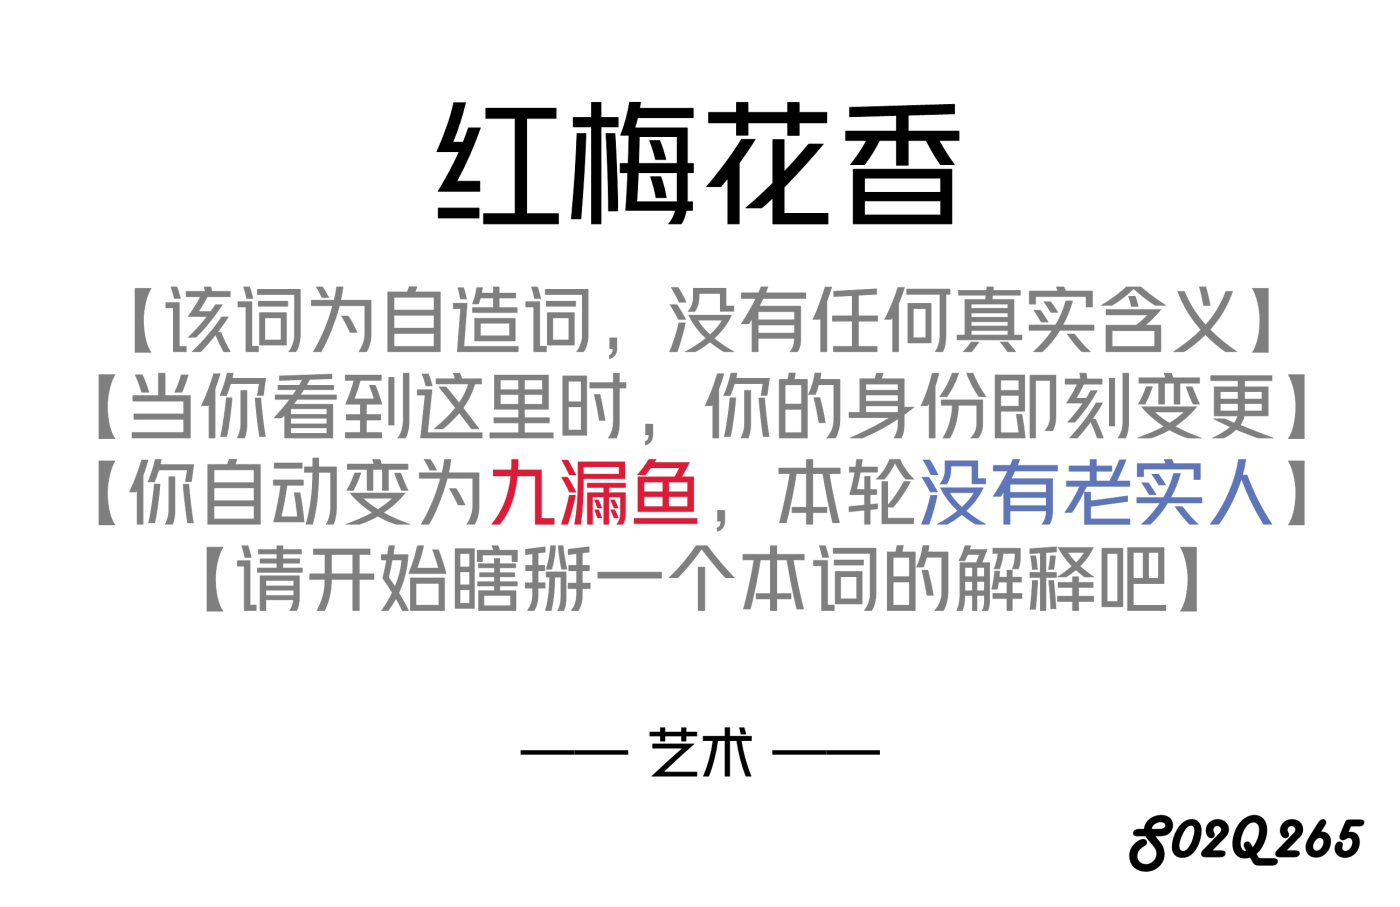 红梅花香
【该词为自造词，没有任何真实含义】
【当你看到这里时，你的身份即刻变更】
【你自动变为九漏鱼，本轮没有老实人】
【请开始瞎掰一个本词的解释吧】
—— 艺术 ——
S02Q265